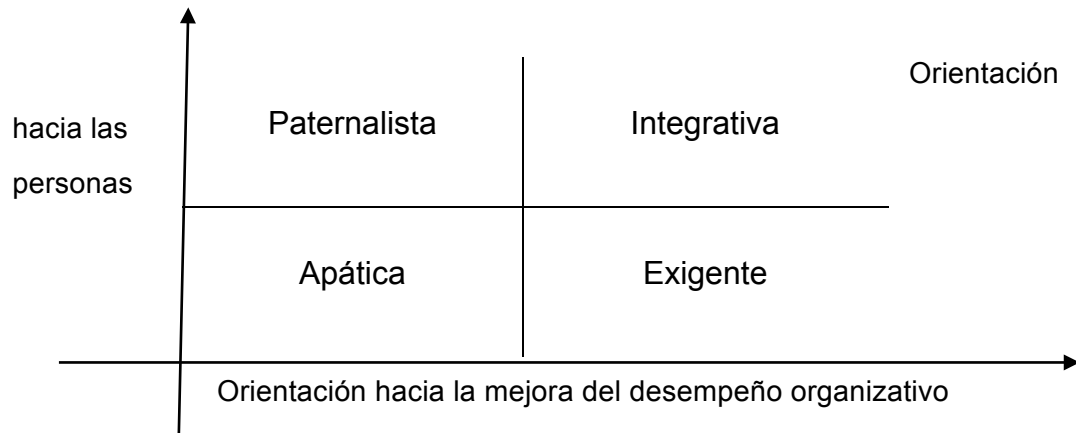 Orientación
hacia las
personas
Paternalista
Integrativa
Apática
Exigente
Orientación hacia la mejora del desempeño organizativo